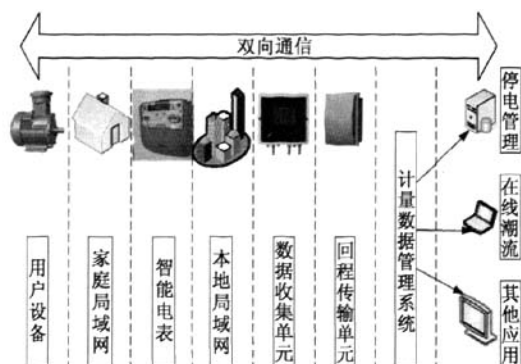 双向通信
用户设备
家庭局域网
智能电表
本地局域网
数据收集单元
回程传输单元
计量数据管理系统
停电管理
在线潮流
其他应用